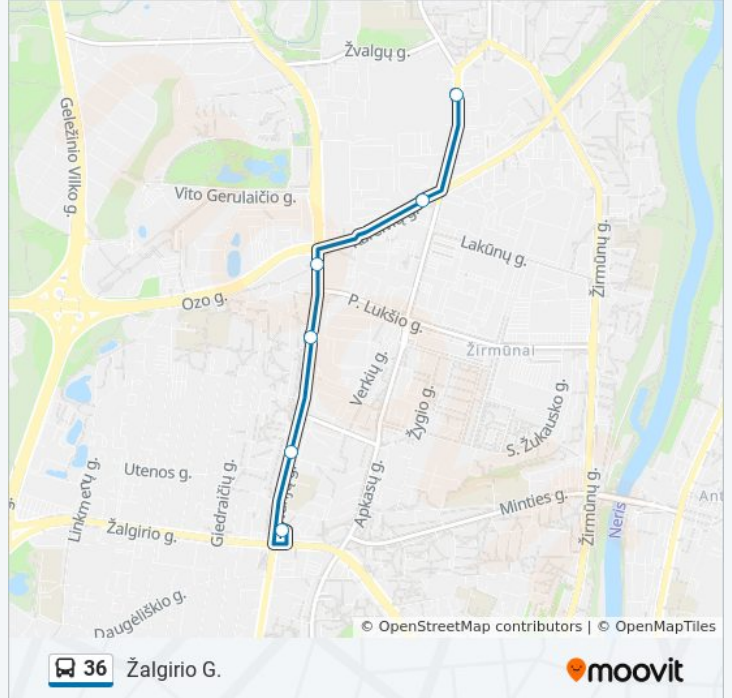 Žvalgų g.
Geležinio Vilko g.
Vito Gerulaičio g.
Lakūnų g.
Žirmūnų g.
Ozo g.
P. Lukšio g.
Žirmūnai
Verkių g.
Žygio g.
S. Žukausko g.
Utenos g.
Linkmenų g.
Giedraičių g.
Apkasų g.
Minties g.
Žalgirio g.
Žirmūnų g.
Neris
Daugėliškio g.
© OpenStreetMap contributors | © OpenMapTiles
36 Žalgirio G.
moovit